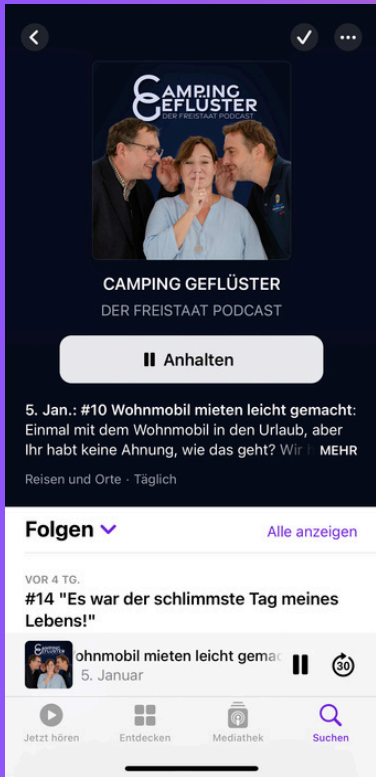 CAMPING
GEFLÜSTER
DER FREISTAAT PODCAST
CAMPING GEFLÜSTER
DER FREISTAAT PODCAST
Anhalten
5. Jan.: #10 Wohnmobil mieten leicht gemacht:
Einmal mit dem Wohnmobil in den Urlaub, aber
Ihr habt keine Ahnung, wie das geht? Wir MEHR
Reisen und Orte · Täglich
Folgen
Alle anzeigen
VOR 4 TG.
#14 "Es war der schlimmste Tag meines
Lebens!"
ohnmobil mieten leicht gemac
5. Januar
30
Jetzt hören
Entdecken
Mediathek
Suchen